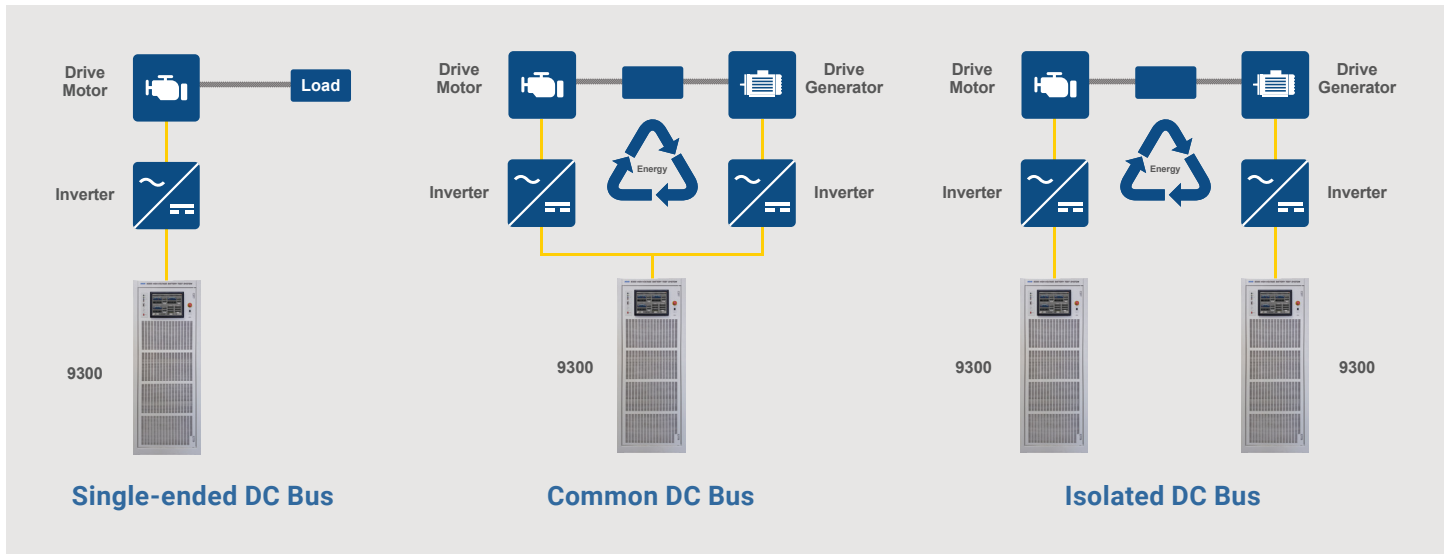 Drive
Motor
Load
Inverter
9300
Single-ended DC Bus
Drive
Motor
Drive
Generator
Energy
Inverter
Inverter
9300
Common DC Bus
Drive
Motor
Drive
Generator
Energy
Inverter
Inverter
9300
9300
Isolated DC Bus